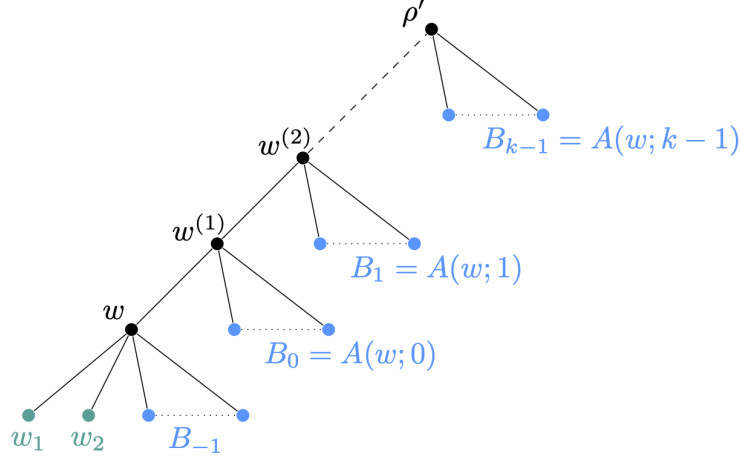 ρ′
B_{k−1} = A(w; k − 1)
w^{(2)}
w^{(1)}
B_1 = A(w; 1)
w
B_0 = A(w; 0)
w_1 w_2 B_{−1}